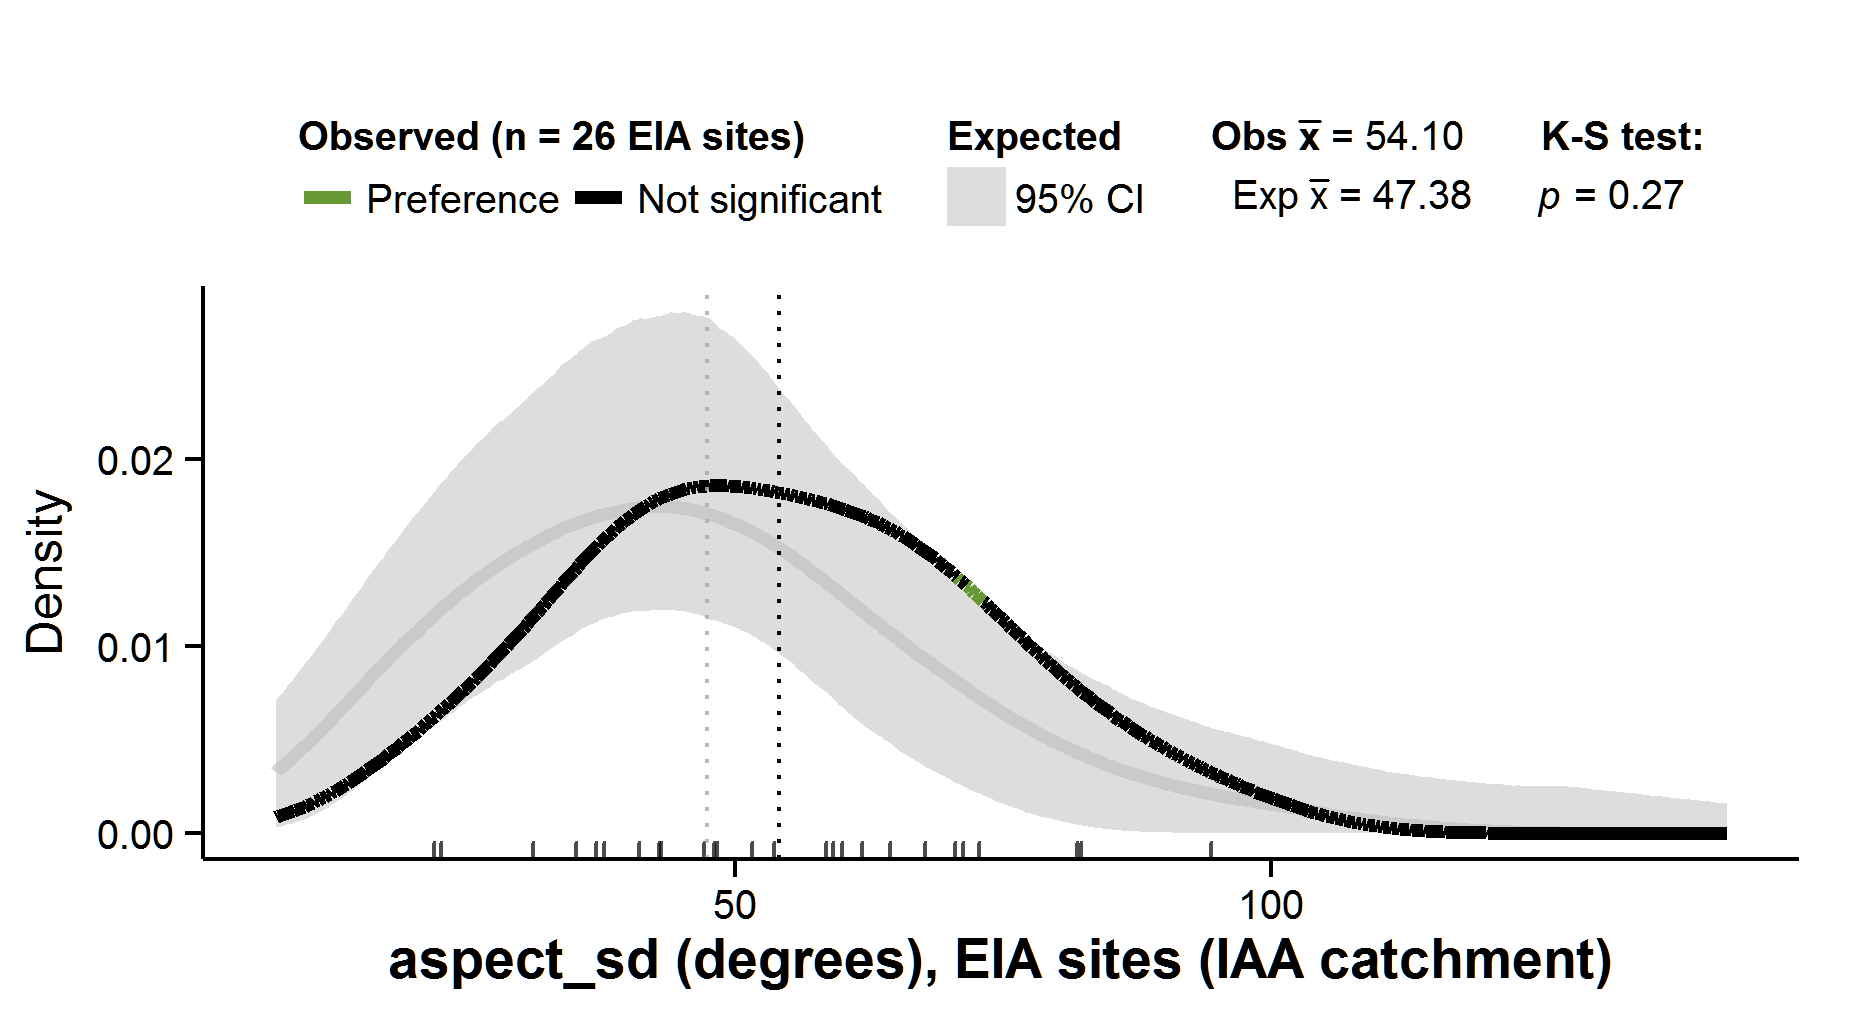 Observed (n = 26 EIA sites) Expected Obs x̅ = 54.10 K-S test:
Preference Not significant 95% CI Exp x̅ = 47.38 p = 0.27
Density
0.02
0.01
0.00
50 100
aspect_sd (degrees), EIA sites (IAA catchment)